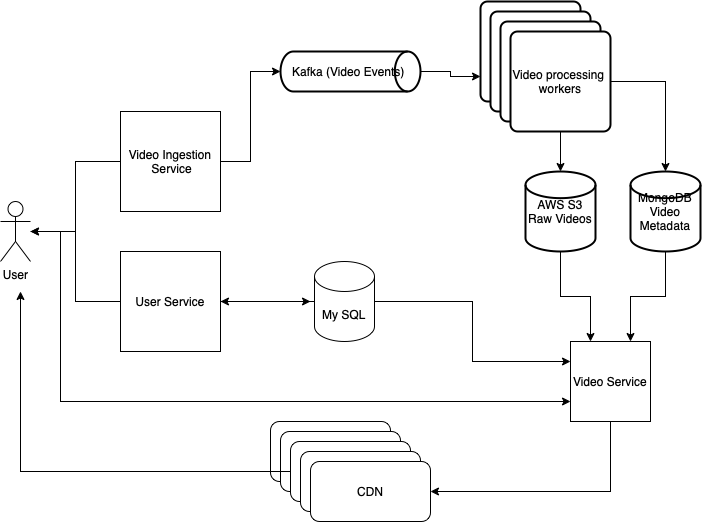 Kafka (Video Events)
Video processing
workers
Video Ingestion
Service
AWS S3
Raw Videos
MongoDB
Video
Metadata
User
User Service
My SQL
Video Service
CDN